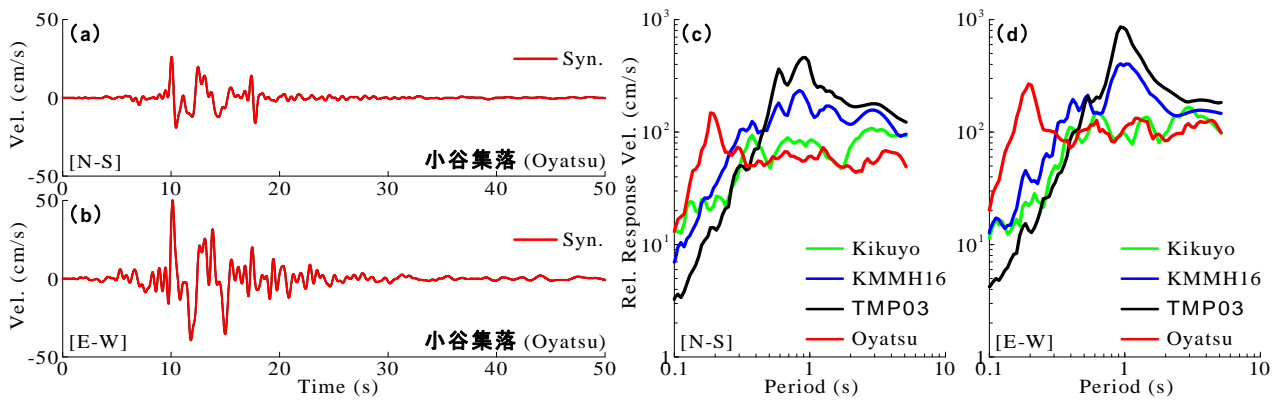 Vel. (cm/s)
50
0
-50
(a)
Syn.
[N-S]
小谷集落 (Oyatsu)
0
10
20
30
40
50
Vel. (cm/s)
50
0
-50
(b)
Syn.
[E-W]
小谷集落 (Oyatsu)
0
10
20
30
40
50
Time (s)
Rel. Response Vel. (cm/s)
10³
10²
10¹
1
(c)
Kikuyo
KMMH16
TMP03
Oyatsu
[N-S]
0.1
1
10
Period (s)
10³
10²
10¹
1
(d)
Kikuyo
KMMH16
TMP03
Oyatsu
[E-W]
0.1
1
10
Period (s)